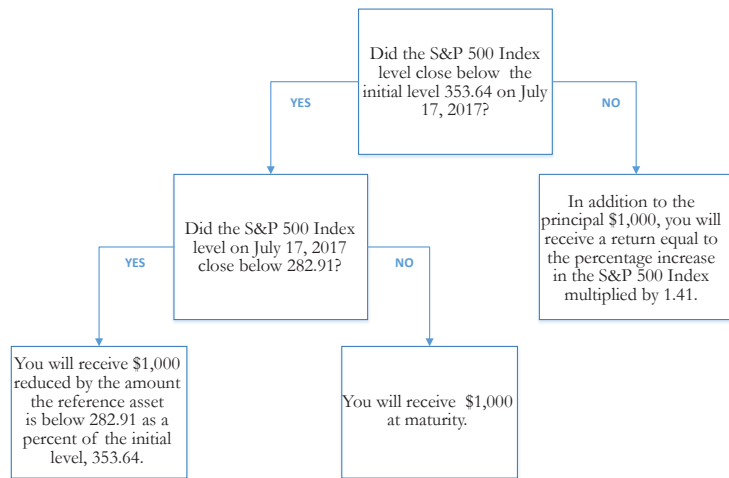 Did the S&P 500 Index
level close below the
initial level 353.64 on July
17, 2017?
YES
NO
Did the S&P 500 Index
level on July 17, 2017
close below 282.91?
In addition to the
principal $1,000, you will
receive a return equal to
the percentage increase
in the S&P 500 Index
multiplied by 1.41.
YES
NO
You will receive $1,000
reduced by the amount
the reference asset
is below 282.91 as a
percent of the initial
level, 353.64.
You will receive $1,000
at maturity.